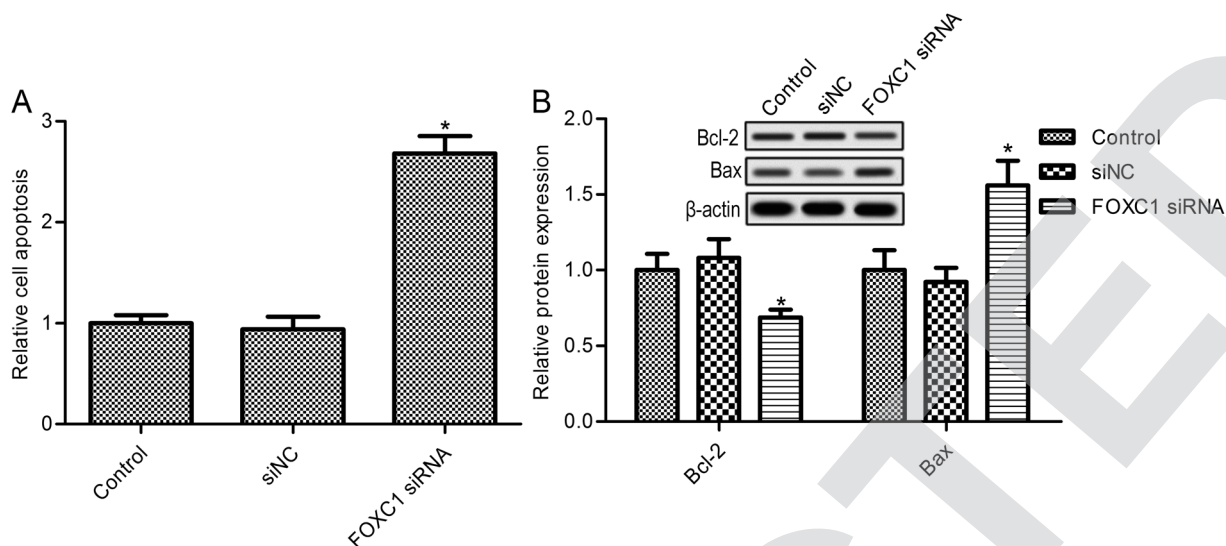 A
Relative cell apoptosis
3
2
1
0
Control
siNC
FOXC1 siRNA
B
Relative protein expression
2.0
1.5
1.0
0.5
0.0
Control
siNC
FOXC1 siRNA
Bcl-2
Bax
β-actin
*
*
*
Control
siNC
FOXC1 siRNA
Bcl-2
Bax